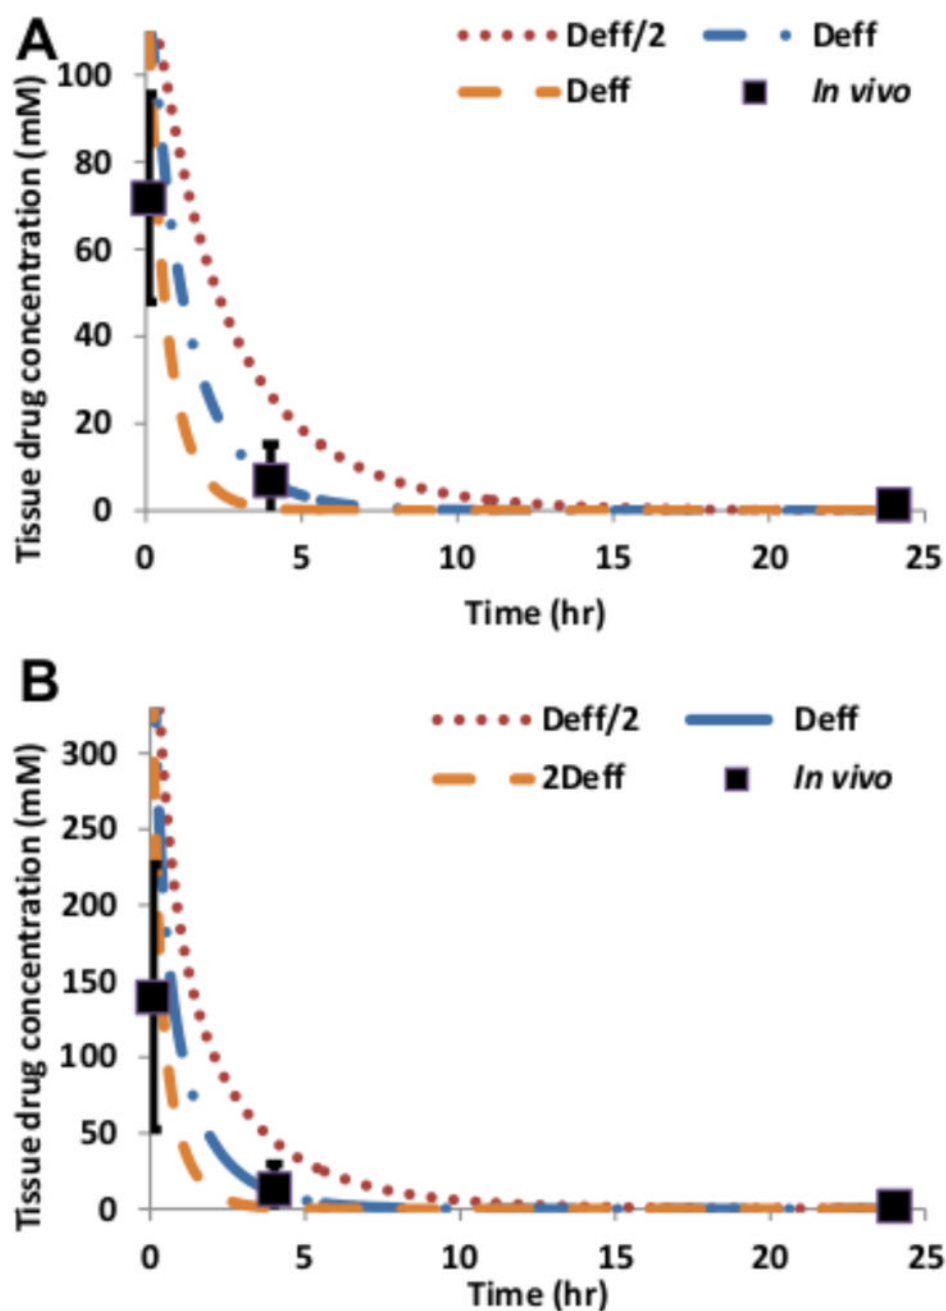 A
Deff/2 Deff
Deff In vivo
Tissue drug concentration (mM)
100
80
60
40
20
0
0 5 10 15 20 25
Time (hr)
B
Deff/2 Deff
2Deff In vivo
Tissue drug concentration (mM)
300
250
200
150
100
50
0
0 5 10 15 20 25
Time (hr)